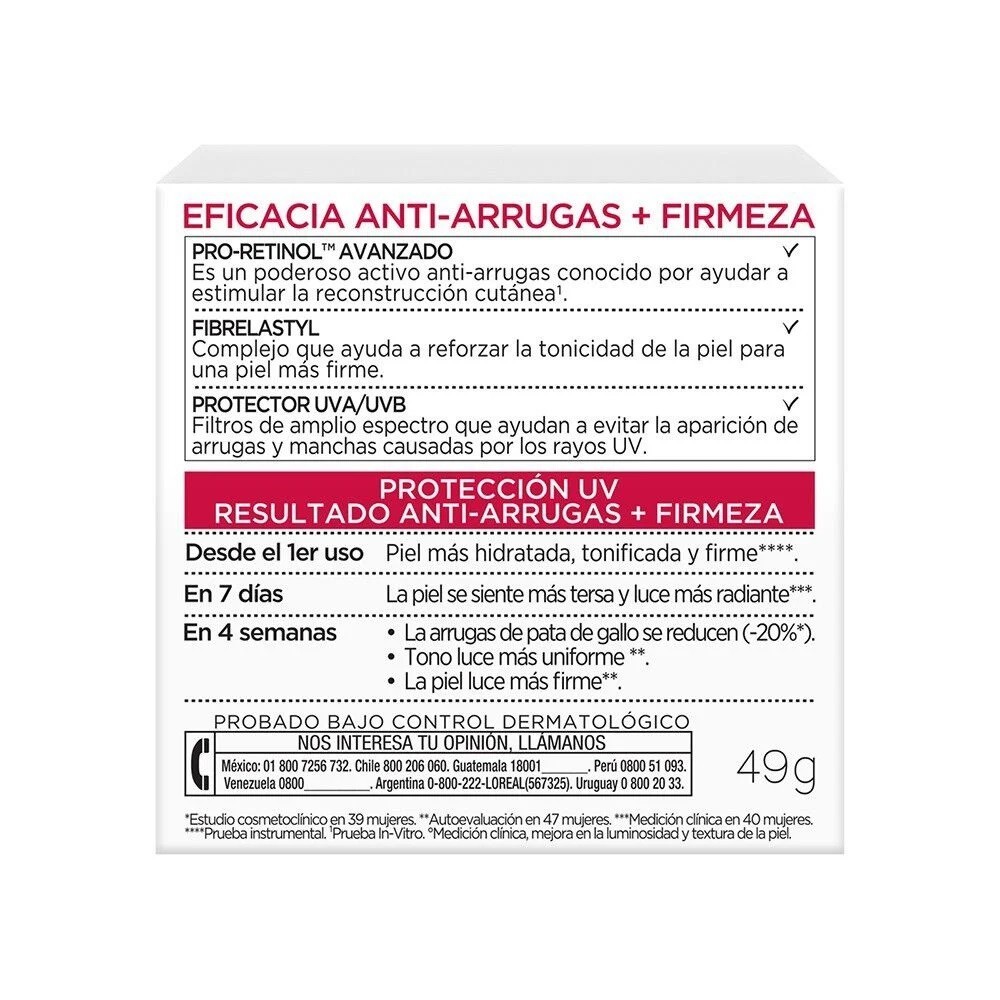 EFICACIA ANTI-ARRUGAS + FIRMEZA
PRO-RETINOL™ AVANZADO ✓
Es un poderoso activo anti-arrugas conocido por ayudar a
estimular la reconstrucción cutánea¹.
FIBRELASTYL ✓
Complejo que ayuda a reforzar la tonicidad de la piel para
una piel más firme.
PROTECTOR UVA/UVB ✓
Filtros de amplio espectro que ayudan a evitar la aparición de
arrugas y manchas causadas por los rayos UV.
PROTECCIÓN UV
RESULTADO ANTI-ARRUGAS + FIRMEZA
Desde el 1er uso Piel más hidratada, tonificada y firme****.
En 7 días La piel se siente más tersa y luce más radiante***.
En 4 semanas • La arrugas de pata de gallo se reducen (-20%*).
• Tono luce más uniforme **.
• La piel luce más firme**.
PROBADO BAJO CONTROL DERMATOLÓGICO
NOS INTERESA TU OPINIÓN, LLÁMANOS
México: 01 800 7256 732. Chile 800 206 060. Guatemala 18001______. Perú 0800 51 093.
Venezuela 0800________. Argentina 0-800-222-LOREAL(567325). Uruguay 0 800 20 33.
49g
*Estudio cosmetoclínico en 39 mujeres. **Autoevaluación en 47 mujeres. ***Medición clínica en 40 mujeres.
****Prueba instrumental. ¹Prueba In-Vitro. °Medición clínica, mejora en la luminosidad y textura de la piel.